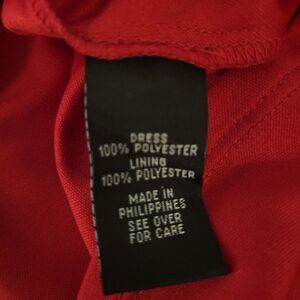 DRESS
100% POLYESTER
LINING
100% POLYESTER
MADE IN
PHILIPPINES
SEE OVER
FOR CARE